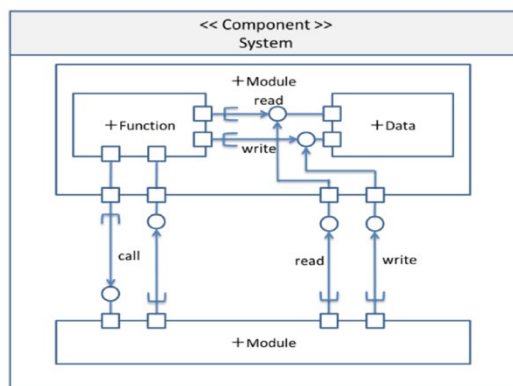 << Component >>
System
+Module
read
+Function
+Data
write
call
read
write
+Module